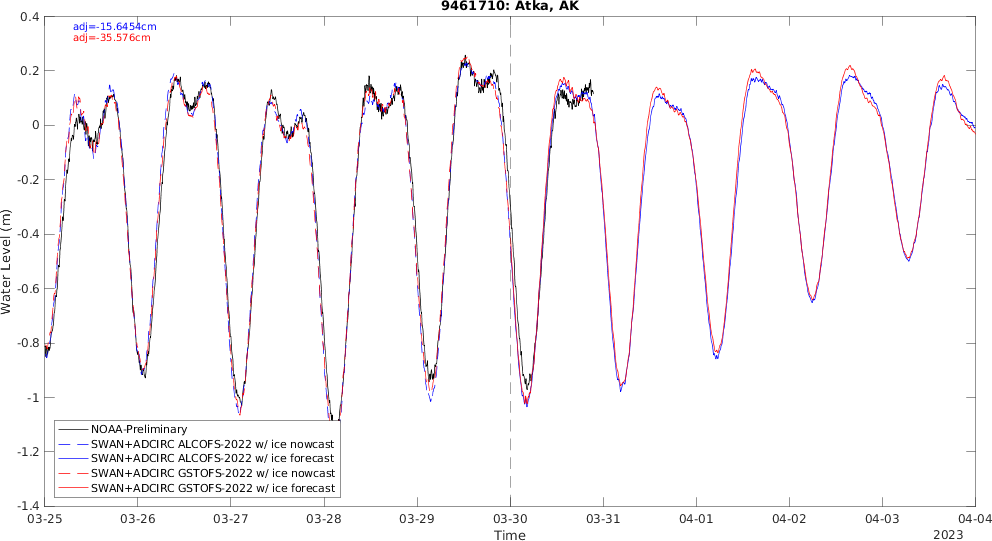 9461710: Atka, AK
adj=-15.6454cm
adj=-35.576cm
0.4
0.2
0
-0.2
-0.4
-0.6
-0.8
-1
-1.2
-1.4
Water Level (m)
NOAA-Preliminary
SWAN+ADCIRC ALCOFS-2022 w/ ice nowcast
SWAN+ADCIRC ALCOFS-2022 w/ ice forecast
SWAN+ADCIRC GSTOFS-2022 w/ ice nowcast
SWAN+ADCIRC GSTOFS-2022 w/ ice forecast
03-25 03-26 03-27 03-28 03-29 03-30 03-31 04-01 04-02 04-03 04-04
Time
2023